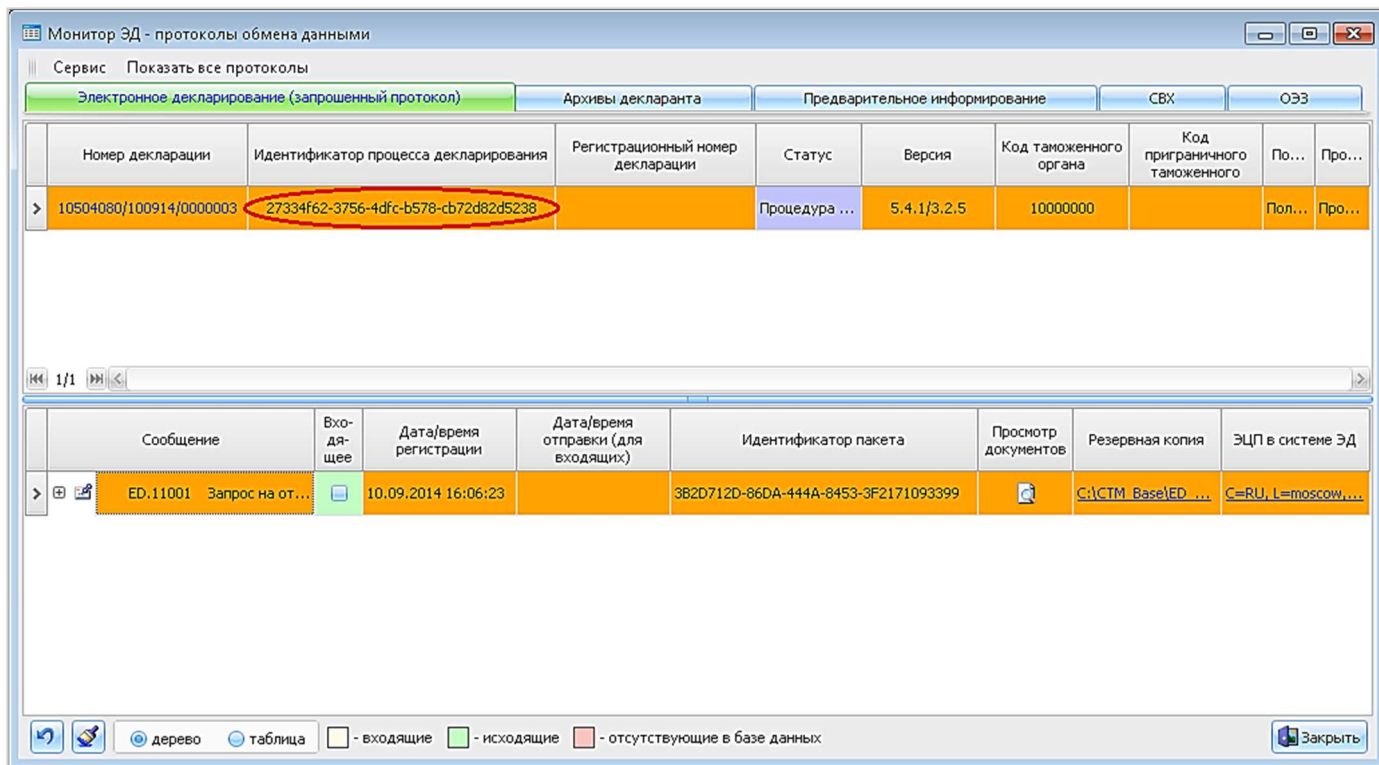 Монитор ЭД - протоколы обмена данными
Сервис Показать все протоколы
Электронное декларирование (запрошенный протокол) Архивы декларанта Предварительное информирование СВХ ОЭЗ
Номер декларации Идентификатор процесса декларирования Регистрационный номер декларации Статус Версия Код таможенного органа Код приграничного таможенного По... Про...
10504080/100914/0000003 27334f62-3756-4dfc-b578-cb72d82d5238 Процедура ... 5.4.1/3.2.5 10000000 Пол... Про...
1/1
Сообщение Вхо-дя-щее Дата/время регистрации Дата/время отправки (для входящих) Идентификатор пакета Просмотр документов Резервная копия ЭЦП в системе ЭД
ED.11001 Запрос на от... 10.09.2014 16:06:23 3B2D712D-86DA-444A-8453-3F2171093399 C:\CTM_Base\ED_... C=RU, L=moscow,...
дерево таблица - входящие - исходящие - отсутствующие в базе данных Закрыть